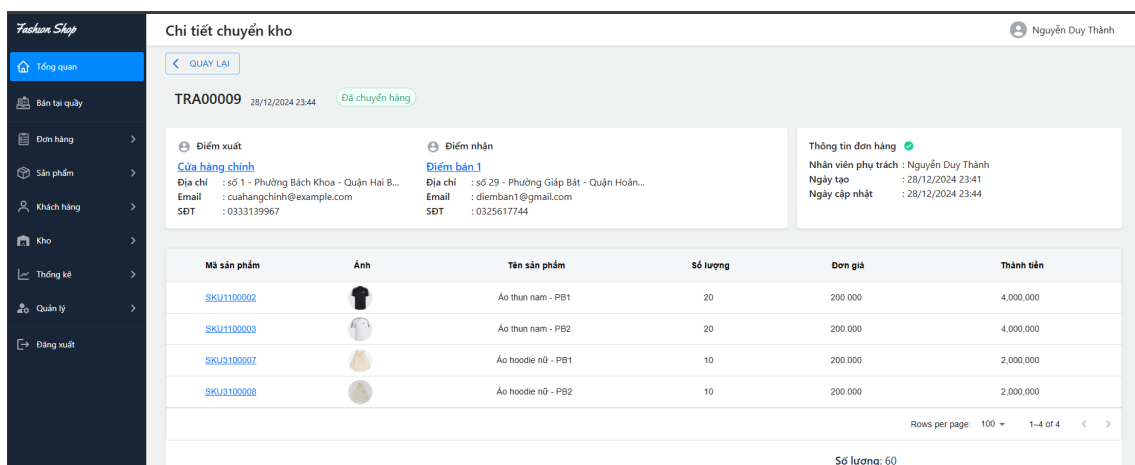 Fashion Shop
Chi tiết chuyển kho
Nguyễn Duy Thành
Tổng quan
Bán tại quầy
Đơn hàng
Sản phẩm
Khách hàng
Kho
Thống kê
Quản lý
Đăng xuất
QUAY LẠI
TRA00009 28/12/2024 23:44 Đã chuyển hàng
Điểm xuất
Cửa hàng chính
Địa chỉ : số 1 - Phường Bách Khoa - Quận Hai B...
Email : cuahangchinh@example.com
SĐT : 0333139967
Điểm nhận
Điểm bán 1
Địa chỉ : số 29 - Phường Giáp Bát - Quận Hoàn...
Email : diemban1@gmail.com
SĐT : 0325617744
Thông tin đơn hàng
Nhân viên phụ trách : Nguyễn Duy Thành
Ngày tạo : 28/12/2024 23:41
Ngày cập nhật : 28/12/2024 23:44
Mã sản phẩm Ảnh Tên sản phẩm Số lượng Đơn giá Thành tiền
SKU1100002 Áo thun nam - PB1 20 200.000 4,000,000
SKU1100003 Áo thun nam - PB2 20 200.000 4,000,000
SKU3100007 Áo hoodie nữ - PB1 10 200.000 2,000,000
SKU3100008 Áo hoodie nữ - PB2 10 200.000 2,000,000
Rows per page: 100 1–4 of 4
Số lượng: 60